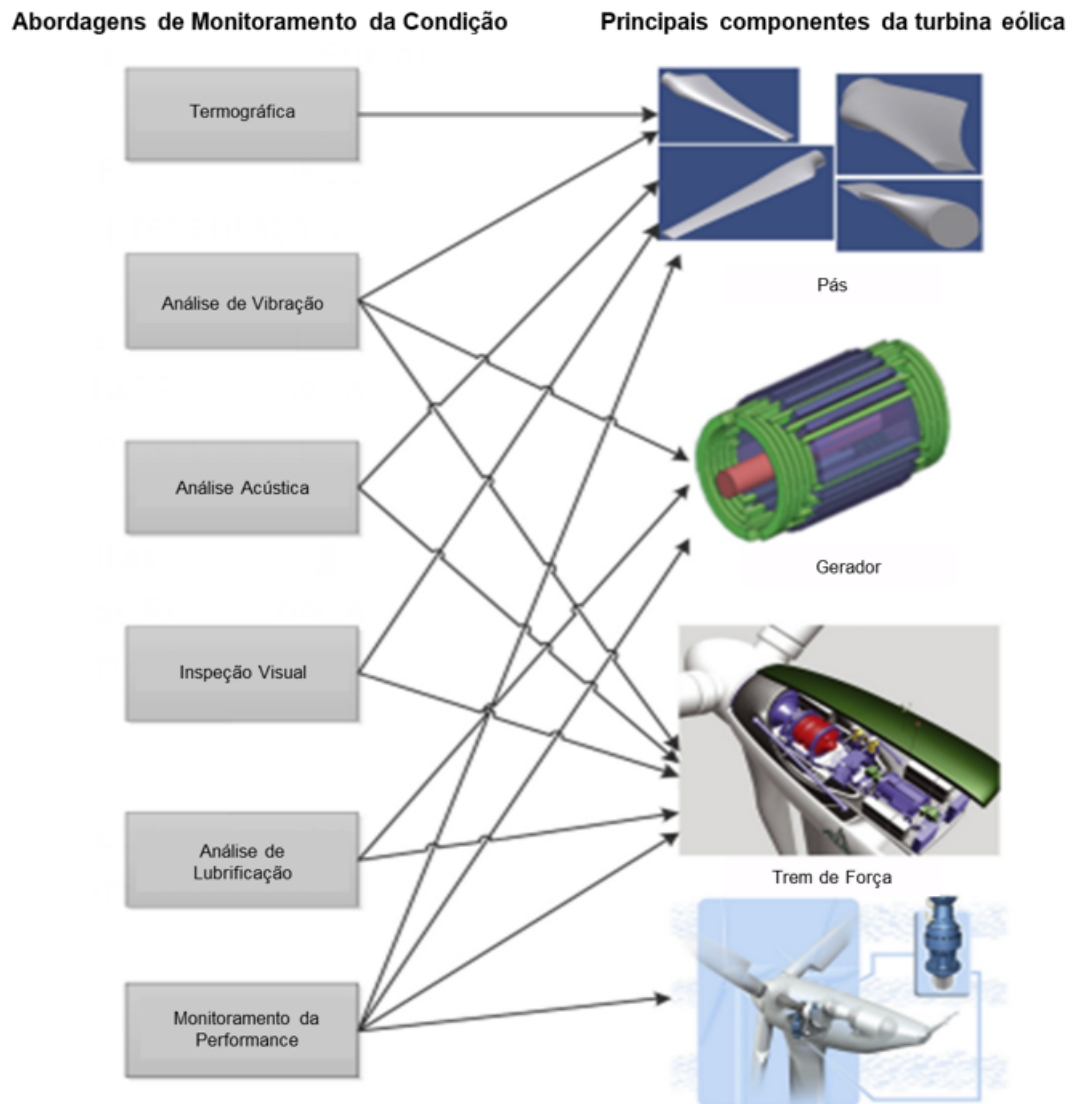 Abordagens de Monitoramento da Condição
Principais componentes da turbina eólica
Termográfica
Análise de Vibração
Análise Acústica
Inspeção Visual
Análise de
Lubrificação
Monitoramento da
Performance
Pás
Gerador
Trem de Força